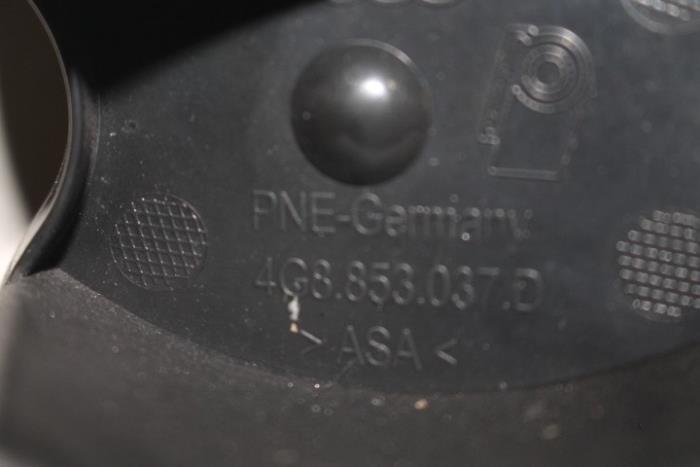 PNE-Germany
4G8.853.037.D
> ASA <